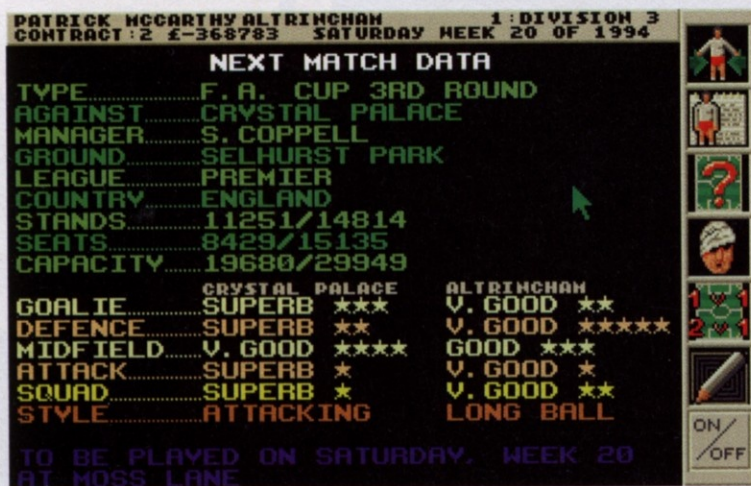 PATRICK MCCARTHY ALTRINCHAM 1:DIVISION 3
CONTRACT:2 £-368783 SATURDAY WEEK 20 OF 1994
NEXT MATCH DATA
TYPE.............F.A. CUP 3RD ROUND
AGAINST......CRYSTAL PALACE
MANAGER......S.COPPELL
GROUND........SELHURST PARK
LEAGUE........PREMIER
COUNTRY......ENGLAND
STANDS........11251/14814
SEATS..........8429/15135
CAPACITY.....19680/29949
CRYSTAL PALACE ALTRINCHAM
GOALIE........SUPERB *** V.GOOD **
DEFENCE......SUPERB ** V.GOOD *****
MIDFIELD.....V.GOOD **** GOOD ***
ATTACK........SUPERB * V.GOOD *
SQUAD..........SUPERB * V.GOOD **
STYLE..........ATTACKING LONG BALL
TO BE PLAYED ON SATURDAY, WEEK 20
AT MOSS LANE
?
1 v 1
2 v 1
ON/
OFF